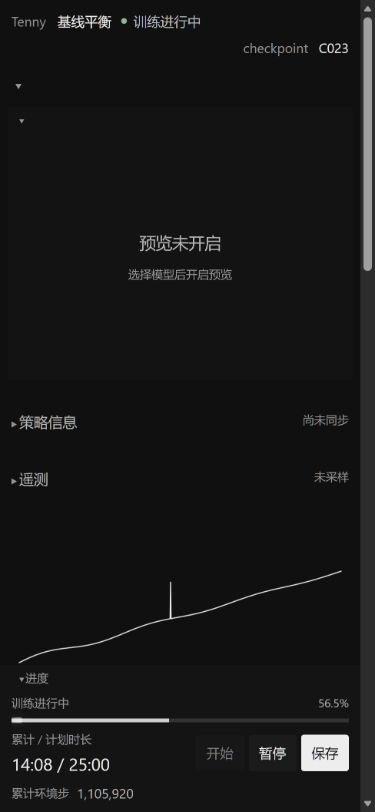 Tenny 基线平衡 训练进行中
checkpoint C023
预览未开启
选择模型后开启预览
策略信息 尚未同步
遥测 未采样
进度
训练进行中 56.5%
累计 / 计划时长
14:08 / 25:00
开始 暂停 保存
累计环境步 1,105,920